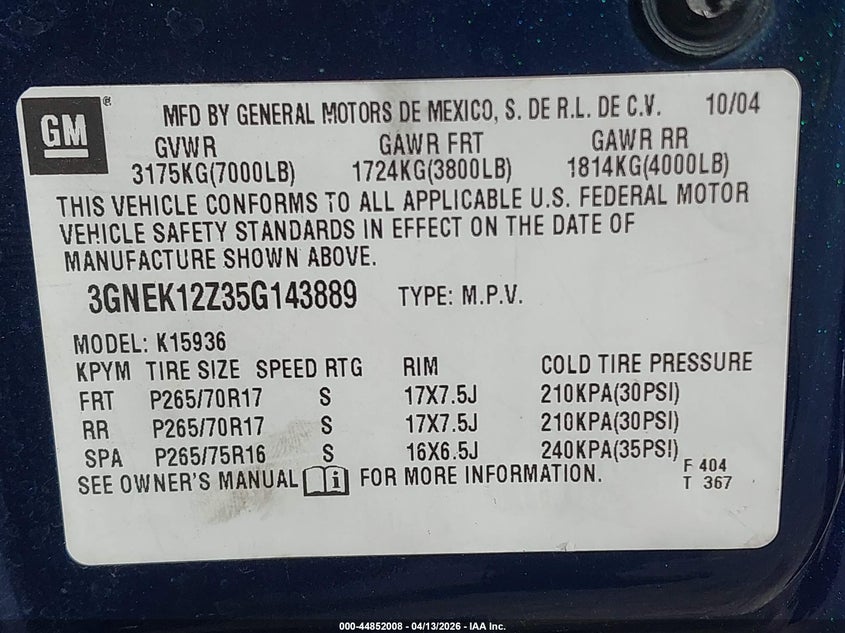 GM ® MFD BY GENERAL MOTORS DE MEXICO, S. DE R.L. DE C.V. 10/04
GVWR GAWR FRT GAWR RR
3175KG(7000LB) 1724KG(3800LB) 1814KG(4000LB)
THIS VEHICLE CONFORMS TO ALL APPLICABLE U.S. FEDERAL MOTOR
VEHICLE SAFETY STANDARDS IN EFFECT ON THE DATE OF
MANUFACTURE SHOWN ABOVE.
3GNEK12Z35G143889 TYPE: M.P.V.
MODEL: K15936
KPYM TIRE SIZE SPEED RTG RIM COLD TIRE PRESSURE
FRT P265/70R17 S 17X7.5J 210KPA(30PSI)
RR P265/70R17 S 17X7.5J 210KPA(30PSI)
SPA P265/75R16 S 16X6.5J 240KPA(35PSI)
SEE OWNER'S MANUAL i FOR MORE INFORMATION.
F 404
T 367
000-44852008 - 04/13/2026 - IAA Inc.